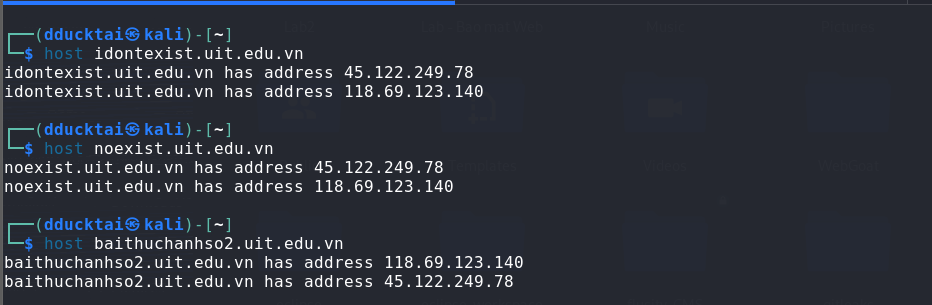 ┌──(dducktai㉿kali)-[~]
└─$ host idontexist.uit.edu.vn
idontexist.uit.edu.vn has address 45.122.249.78
idontexist.uit.edu.vn has address 118.69.123.140
┌──(dducktai㉿kali)-[~]
└─$ host noexist.uit.edu.vn
noexist.uit.edu.vn has address 45.122.249.78
noexist.uit.edu.vn has address 118.69.123.140
┌──(dducktai㉿kali)-[~]
└─$ host baithuchanhso2.uit.edu.vn
baithuchanhso2.uit.edu.vn has address 118.69.123.140
baithuchanhso2.uit.edu.vn has address 45.122.249.78